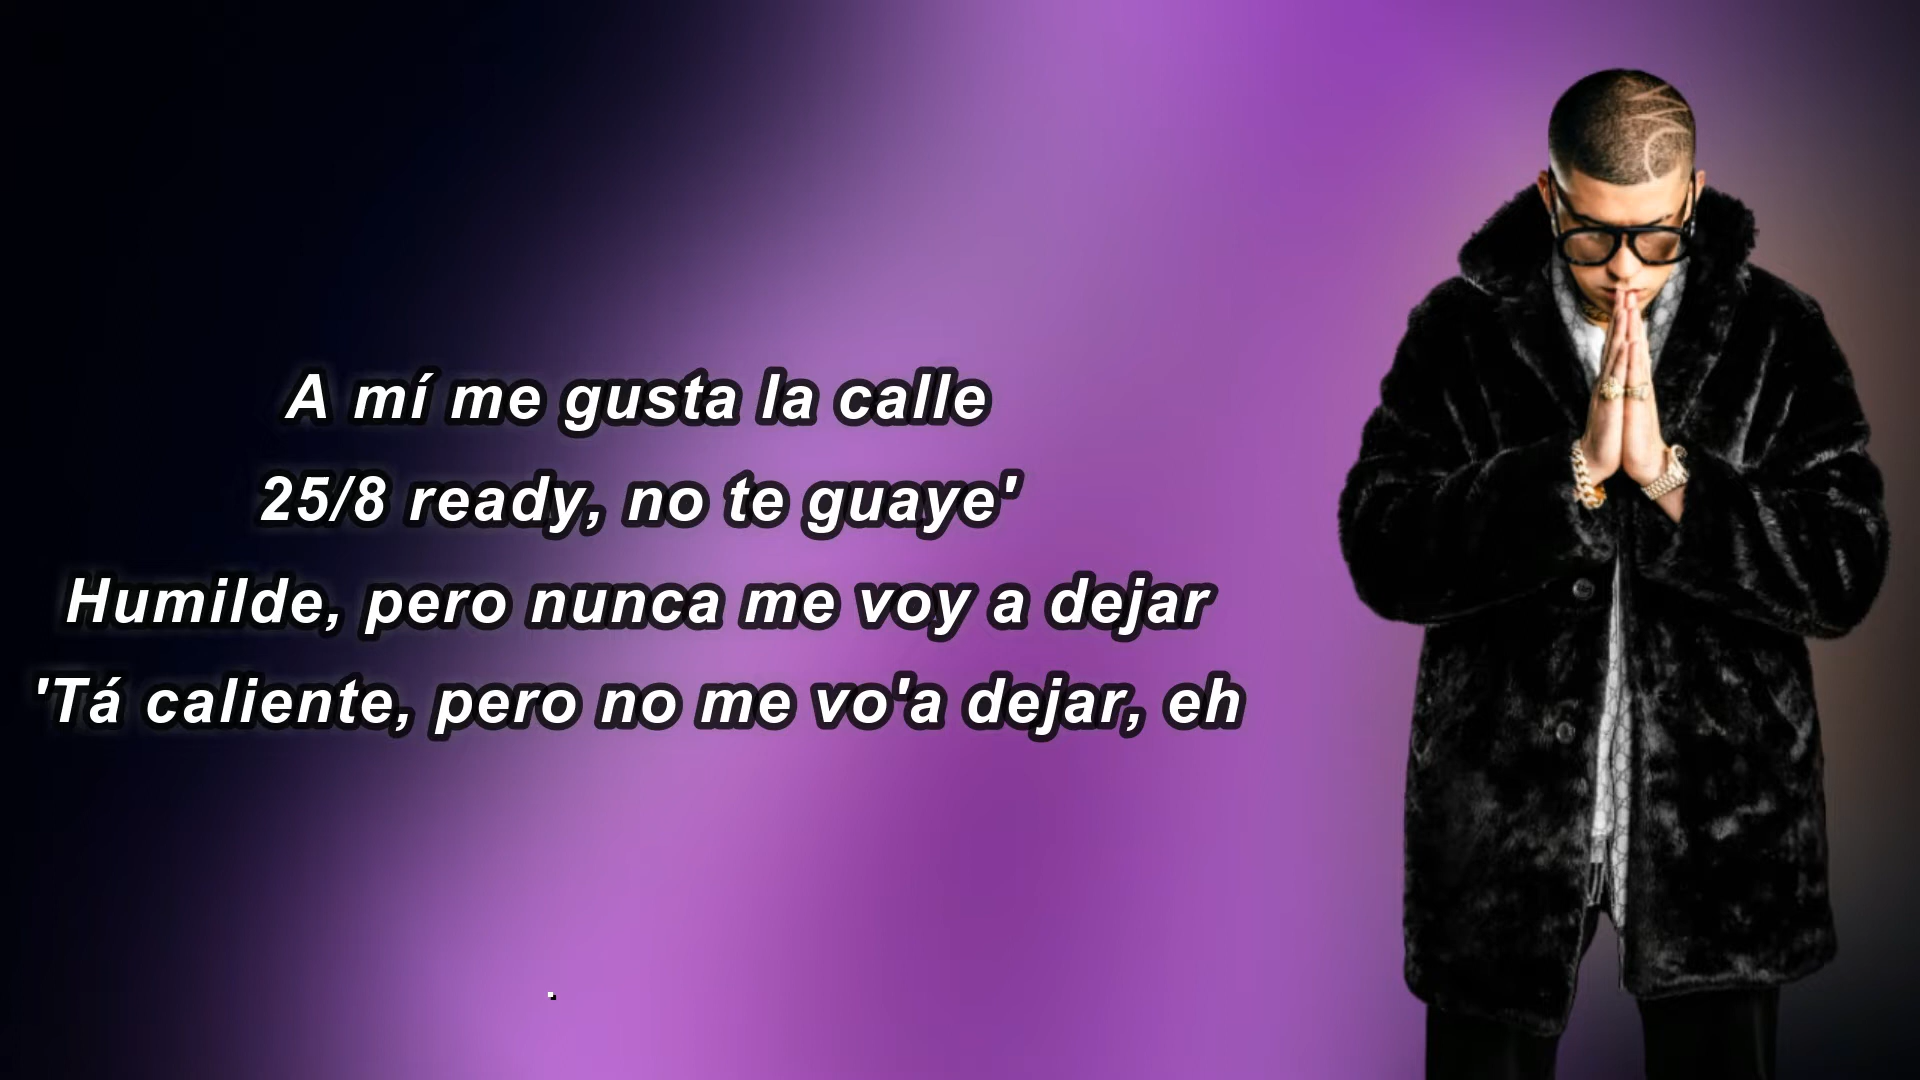 A mí me gusta la calle
25/8 ready, no te guaye'
Humilde, pero nunca me voy a dejar
'Tá caliente, pero no me vo'a dejar, eh